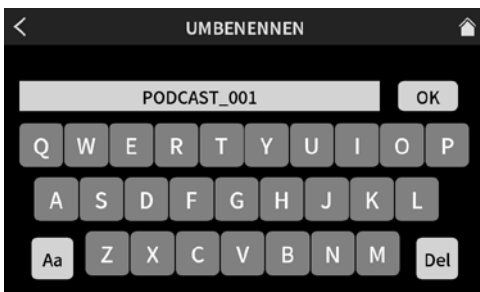 UMBENENNEN
PODCAST_001 OK
Q W E R T Y U I O P
A S D F G H J K L
Aa Z X C V B N M Del